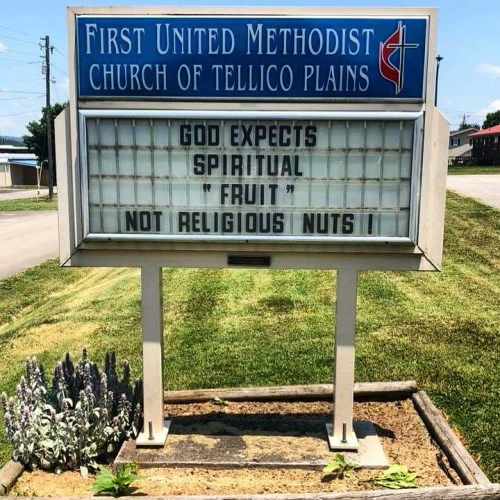 First United Methodist
Church of Tellico Plains
GOD EXPECTS
SPIRITUAL
"FRUIT"
NOT RELIGIOUS NUTS!